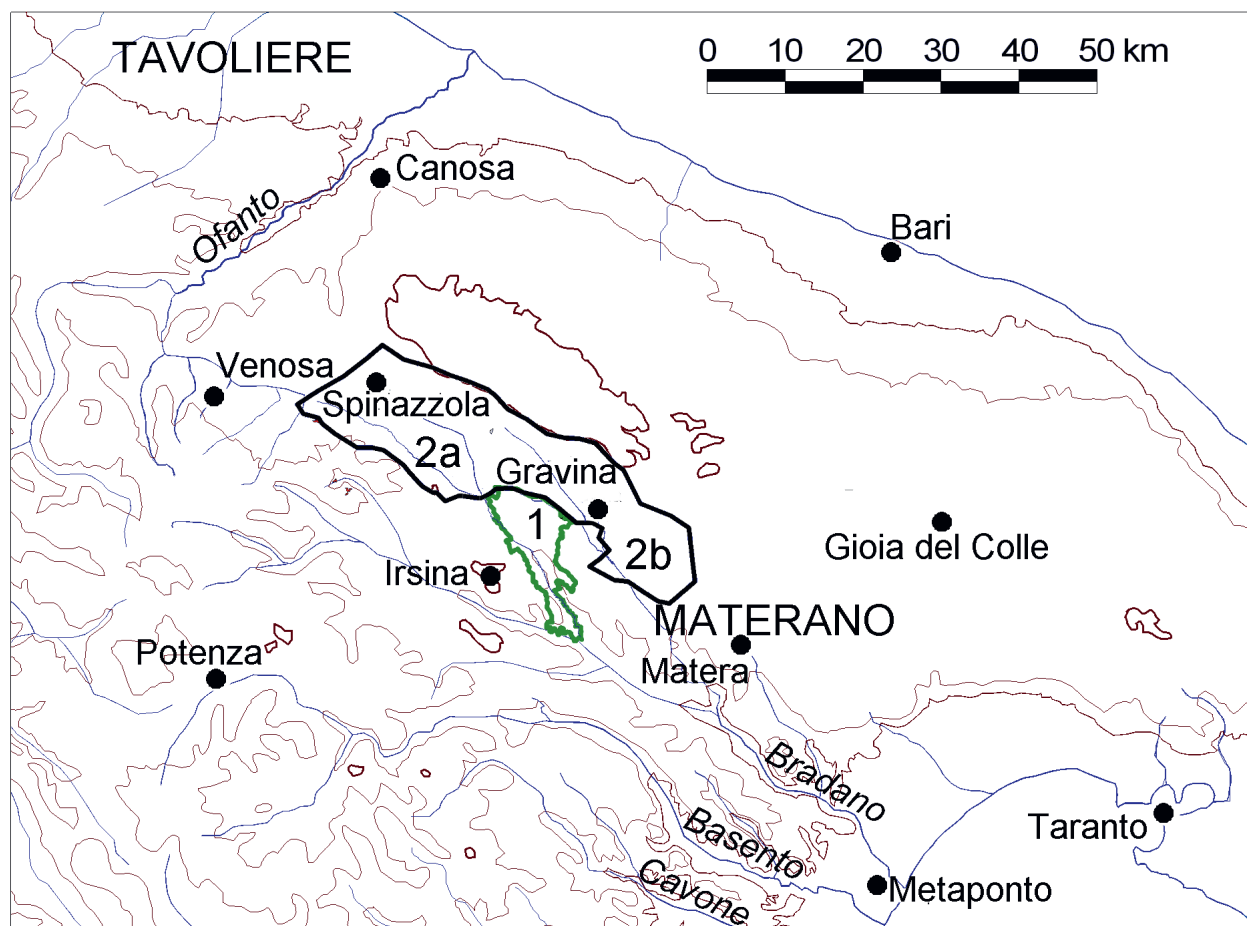 TAVOLIERE
0 10 20 30 40 50 km
Canosa
Ofanto
Bari
Venosa
Spinazzola
2a
Gravina
1
2b
Gioia del Colle
Irsina
MATERANO
Potenza
Matera
Bradano
Basento
Taranto
Cavone
Metaponto